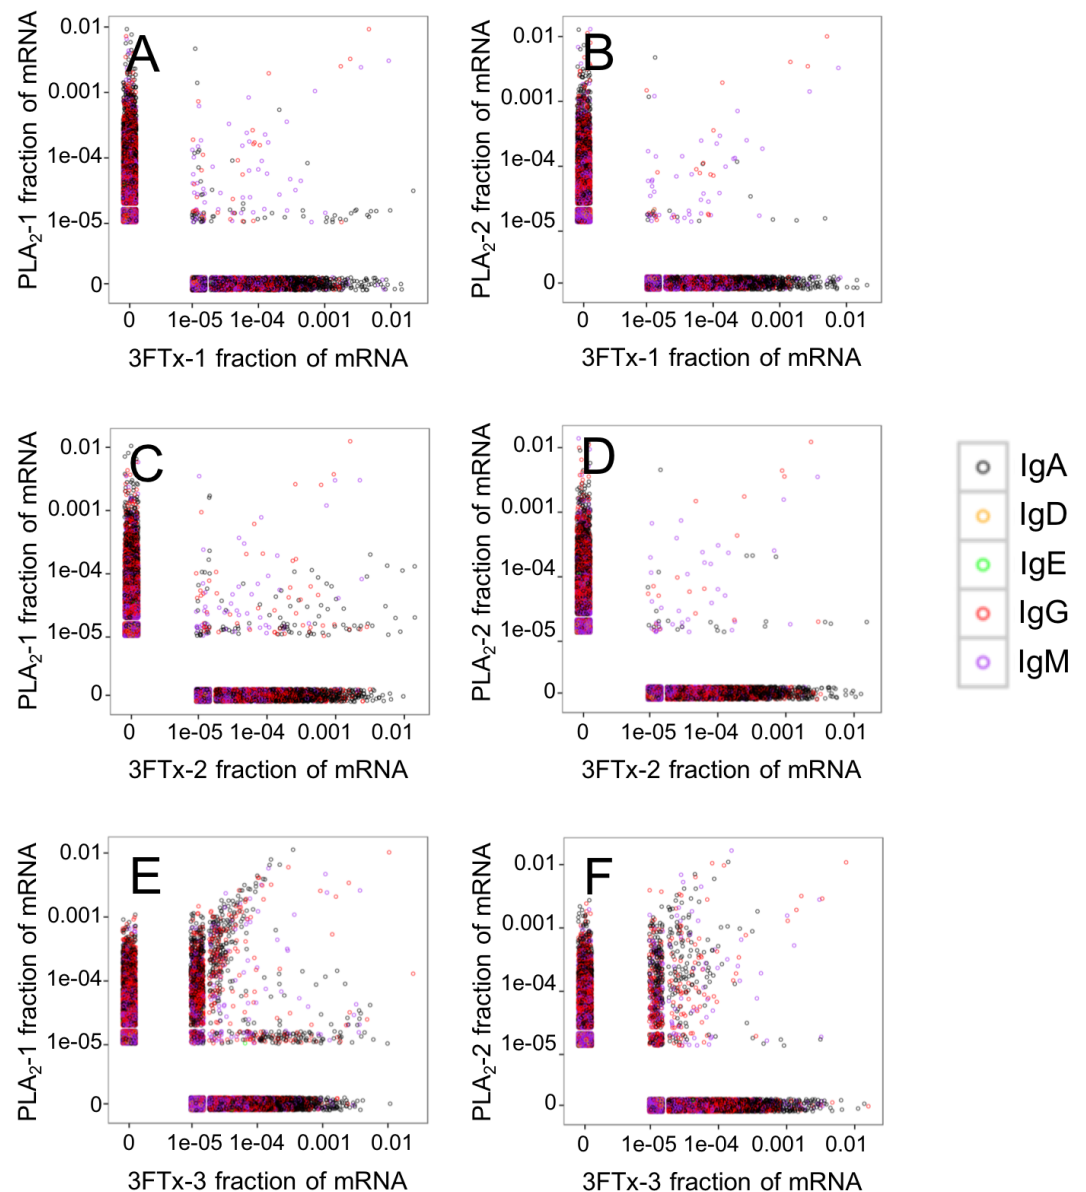 A
PLA2-1 fraction of mRNA
0.01
0.001
1e-04
1e-05
0
0 1e-05 1e-04 0.001 0.01
3FTx-1 fraction of mRNA
B
PLA2-2 fraction of mRNA
0.01
0.001
1e-04
1e-05
0
0 1e-05 1e-04 0.001 0.01
3FTx-1 fraction of mRNA
C
PLA2-1 fraction of mRNA
0.01
0.001
1e-04
1e-05
0
0 1e-05 1e-04 0.001 0.01
3FTx-2 fraction of mRNA
D
PLA2-2 fraction of mRNA
0.01
0.001
1e-04
1e-05
0
0 1e-05 1e-04 0.001 0.01
3FTx-2 fraction of mRNA
IgA
IgD
IgE
IgG
IgM
E
PLA2-1 fraction of mRNA
0.01
0.001
1e-04
1e-05
0
0 1e-05 1e-04 0.001 0.01
3FTx-3 fraction of mRNA
F
PLA2-2 fraction of mRNA
0.01
0.001
1e-04
1e-05
0
0 1e-05 1e-04 0.001 0.01
3FTx-3 fraction of mRNA